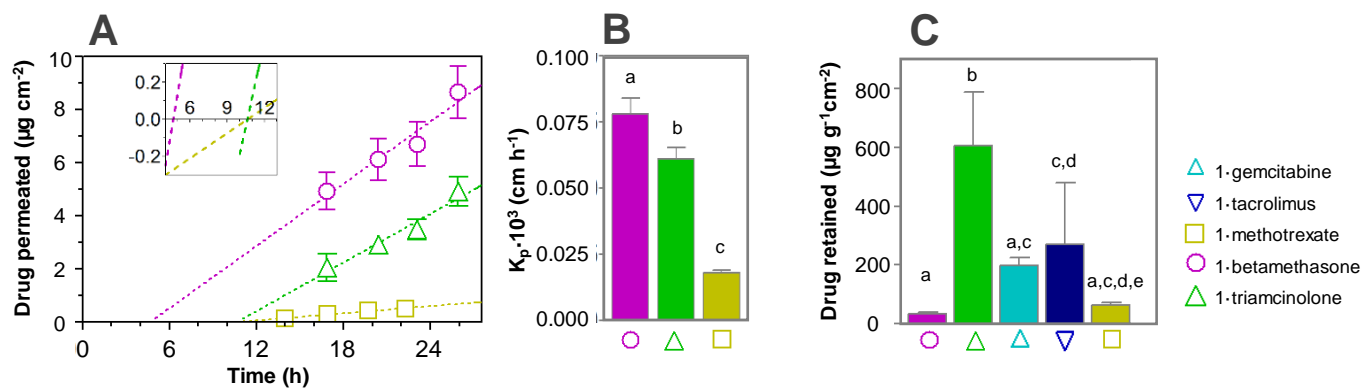 A
Drug permeated (µg cm⁻²)
10
8
6
4
2
0
0
6
12
18
24
Time (h)
0.2
0.0
-0.2
6
9
12
B
Kₚ·10³ (cm h⁻¹)
0.100
0.075
0.050
0.025
0.000
a
b
c
C
Drug retained (µg g⁻¹cm⁻²)
800
600
400
200
0
a
b
a,c
c,d
a,c,d,e
1·gemcitabine
1·tacrolimus
1·methotrexate
1·betamethasone
1·triamcinolone